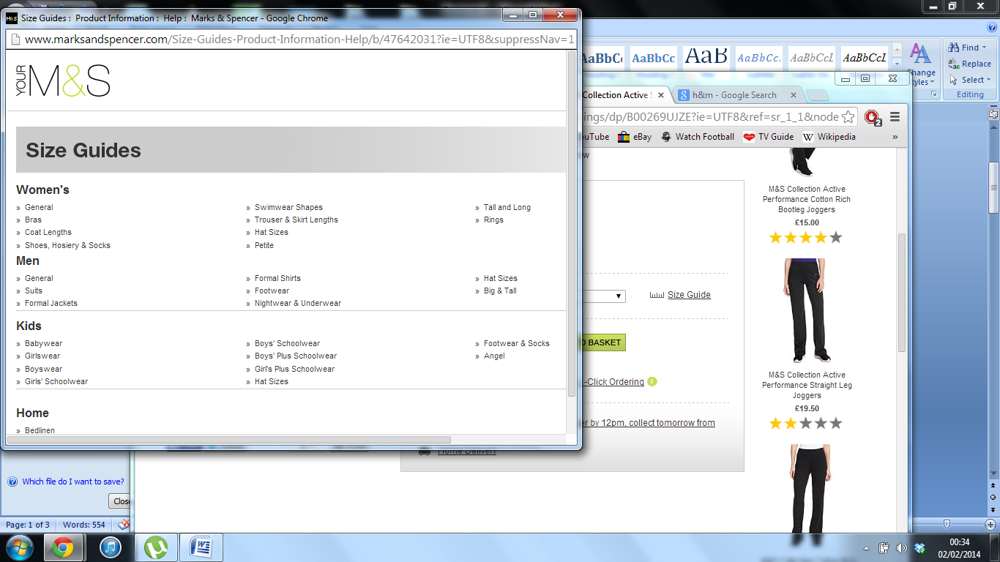 Size Guides : Product Information : Help : Marks & Spencer - Google Chrome
www.marksandspencer.com/Size-Guides-Product-Information-Help/b/47642031?ie=UTF8&suppressNav=1
YOUR M&S
Size Guides
Women's
» General » Swimwear Shapes » Tall and Long
» Bras » Trouser & Skirt Lengths » Rings
» Coat Lengths » Hat Sizes
» Shoes, Hosiery & Socks » Petite
Men
» General » Formal Shirts » Hat Sizes
» Suits » Footwear » Big & Tall
» Formal Jackets » Nightwear & Underwear
Kids
» Babywear » Boys' Schoolwear » Footwear & Socks
» Girlswear » Boys' Plus Schoolwear » Angel
» Boyswear » Girl's Plus Schoolwear
» Girls' Schoolwear » Hat Sizes
Home
» Bedlinen
AaBbCc AaBbCc AaB AaBbCcL AaBbCcL AaBbCcL
Change
Styles
Find
Replace
Select
Editing
Collection Active S
h&m - Google Search
ings/dp/B00269UJZE?ie=UTF8&ref=sr_1_1&node
2
uTube eBay Watch Football TV Guide Wikipedia »
w
Size Guide
O BASKET
-Click Ordering
er by 12pm, collect tomorrow from
Home Delivery
M&S Collection Active
Performance Cotton Rich
Bootleg Joggers
£15.00
M&S Collection Active
Performance Straight Leg
Joggers
£19.50
Which file do I want to save?
Close
Page: 1 of 3 Words: 554
00:34
02/02/2014